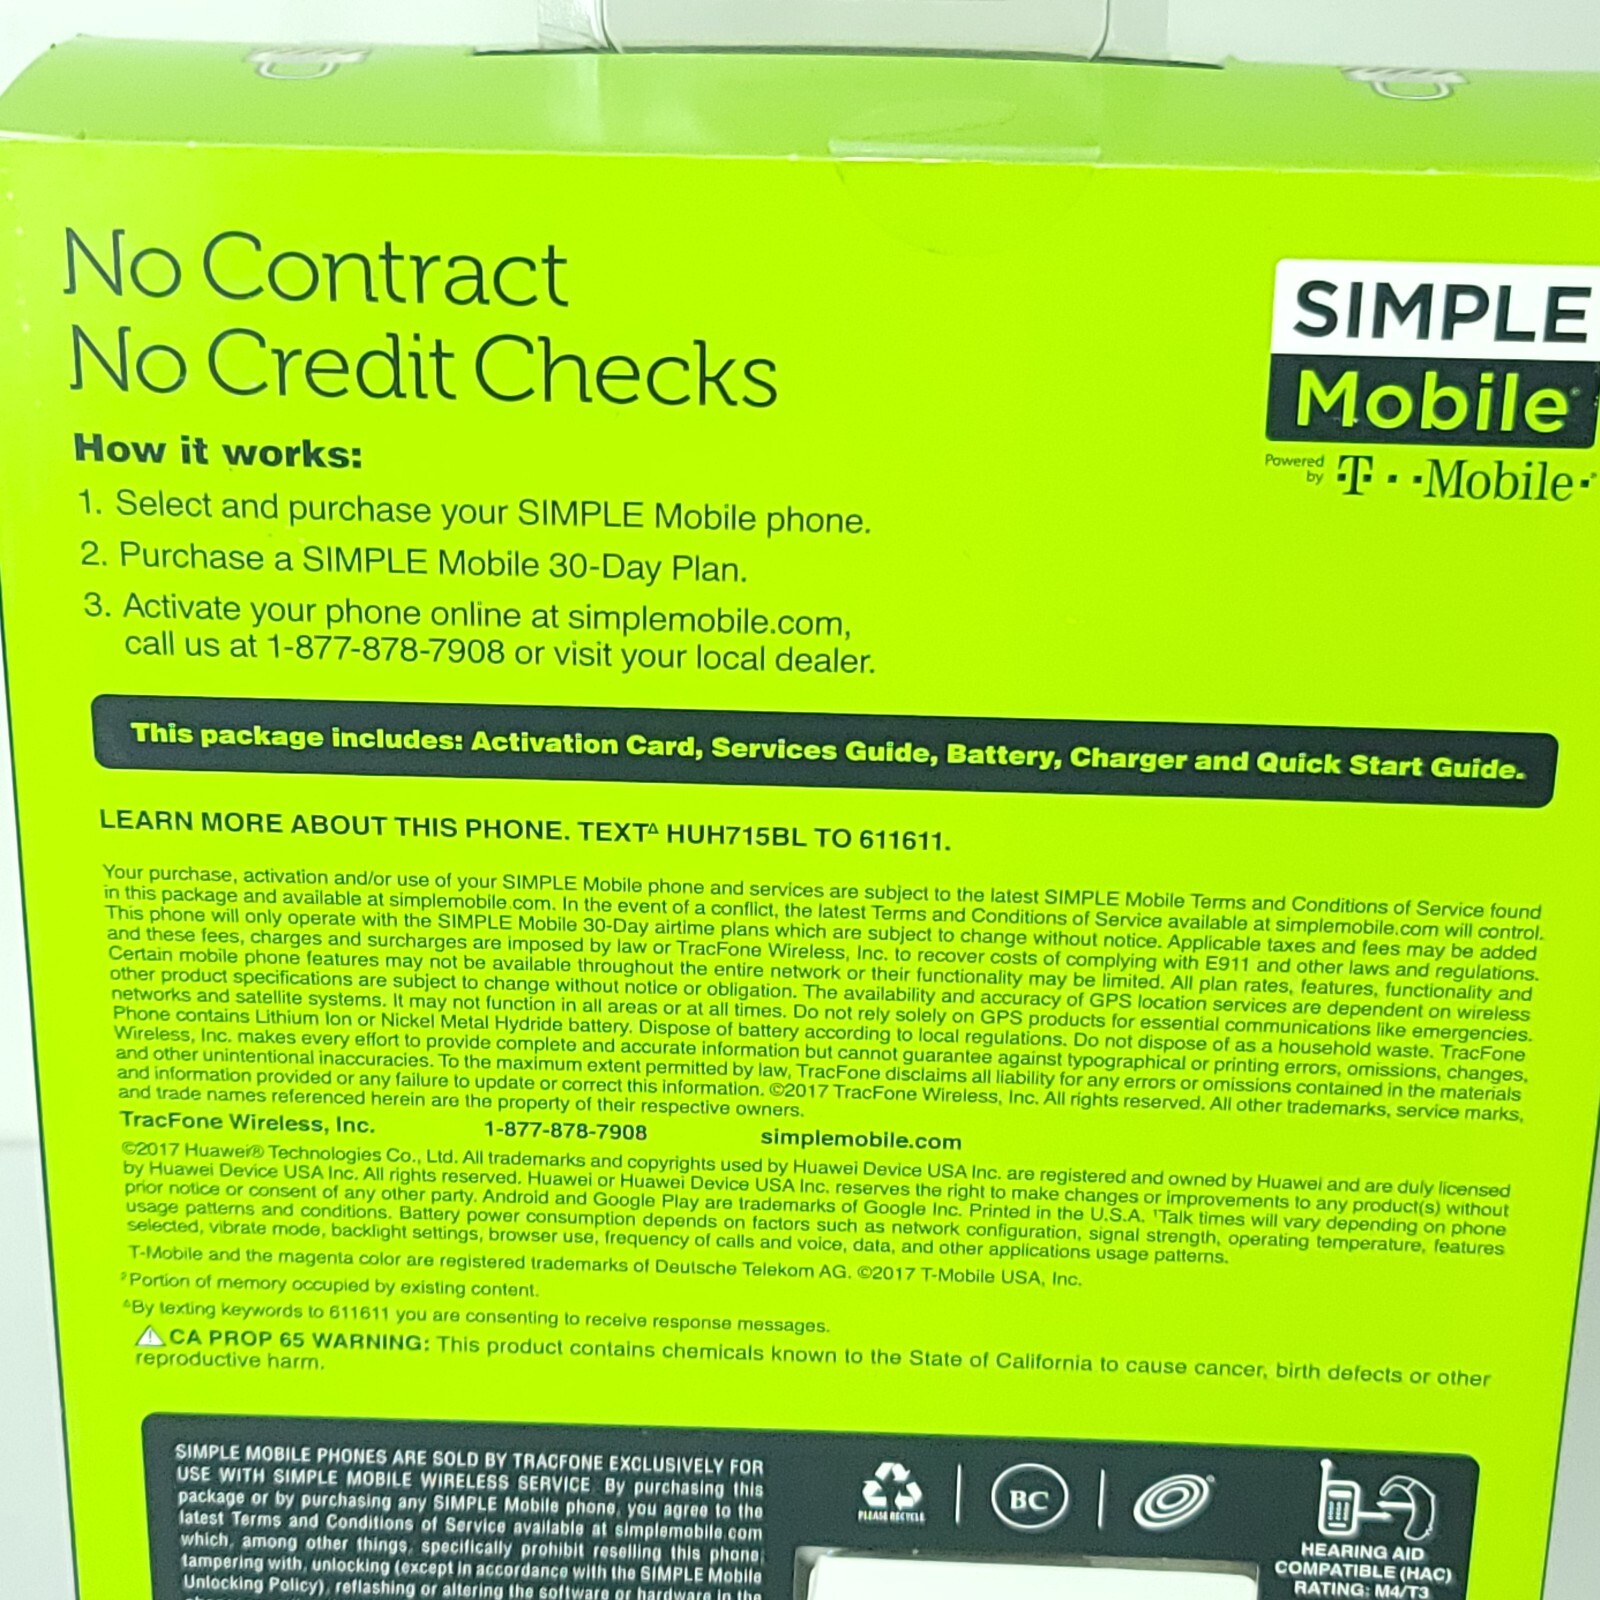 No Contract
No Credit Checks
SIMPLE
Mobile®
Powered
by
T··Mobile·®
How it works:
1. Select and purchase your SIMPLE Mobile phone.
2. Purchase a SIMPLE Mobile 30-Day Plan.
3. Activate your phone online at simplemobile.com,
call us at 1-877-878-7908 or visit your local dealer.
This package includes: Activation Card, Services Guide, Battery, Charger and Quick Start Guide.
LEARN MORE ABOUT THIS PHONE. TEXTΔ HUH715BL TO 611611.
Your purchase, activation and/or use of your SIMPLE Mobile phone and services are subject to the latest SIMPLE Mobile Terms and Conditions of Service found
in this package and available at simplemobile.com. In the event of a conflict, the latest Terms and Conditions of Service available at simplemobile.com will control.
This phone will only operate with the SIMPLE Mobile 30-Day airtime plans which are subject to change without notice. Applicable taxes and fees may be added
and these fees, charges and surcharges are imposed by law or TracFone Wireless, Inc. to recover costs of complying with E911 and other laws and regulations.
Certain mobile phone features may not be available throughout the entire network or their functionality may be limited. All plan rates, features, functionality and
other product specifications are subject to change without notice or obligation. The availability and accuracy of GPS location services are dependent on wireless
networks and satellite systems. It may not function in all areas or at all times. Do not rely solely on GPS products for essential communications like emergencies.
Phone contains Lithium Ion or Nickel Metal Hydride battery. Dispose of battery according to local regulations. Do not dispose of as a household waste. TracFone
Wireless, Inc. makes every effort to provide complete and accurate information but cannot guarantee against typographical or printing errors, omissions, changes,
and other unintentional inaccuracies. To the maximum extent permitted by law, TracFone disclaims all liability for any errors or omissions contained in the materials
and information provided or any failure to update or correct this information. ©2017 TracFone Wireless, Inc. All rights reserved. All other trademarks, service marks,
and trade names referenced herein are the property of their respective owners.
TracFone Wireless, Inc. 1-877-878-7908 simplemobile.com
©2017 Huawei® Technologies Co., Ltd. All trademarks and copyrights used by Huawei Device USA Inc. are registered and owned by Huawei and are duly licensed
by Huawei Device USA Inc. All rights reserved. Huawei or Huawei Device USA Inc. reserves the right to make changes or improvements to any product(s) without
prior notice or consent of any other party. Android and Google Play are trademarks of Google Inc. Printed in the U.S.A. ¹Talk times will vary depending on phone
usage patterns and conditions. Battery power consumption depends on factors such as network configuration, signal strength, operating temperature, features
selected, vibrate mode, backlight settings, browser use, frequency of calls and voice, data, and other applications usage patterns.
T-Mobile and the magenta color are registered trademarks of Deutsche Telekom AG. ©2017 T-Mobile USA, Inc.
²Portion of memory occupied by existing content.
ΔBy texting keywords to 611611 you are consenting to receive response messages.
⚠ CA PROP 65 WARNING: This product contains chemicals known to the State of California to cause cancer, birth defects or other
reproductive harm.
SIMPLE MOBILE PHONES ARE SOLD BY TRACFONE EXCLUSIVELY FOR
USE WITH SIMPLE MOBILE WIRELESS SERVICE. By purchasing this
package or by purchasing any SIMPLE Mobile phone, you agree to the
latest Terms and Conditions of Service available at simplemobile.com
which, among other things, specifically prohibit reselling this phone,
tampering with, unlocking (except in accordance with the SIMPLE Mobile
Unlocking Policy), reflashing or altering the software or hardware in the
PLEASE RECYCLE
BC
HEARING AID
COMPATIBLE (HAC)
RATING: M4/T3